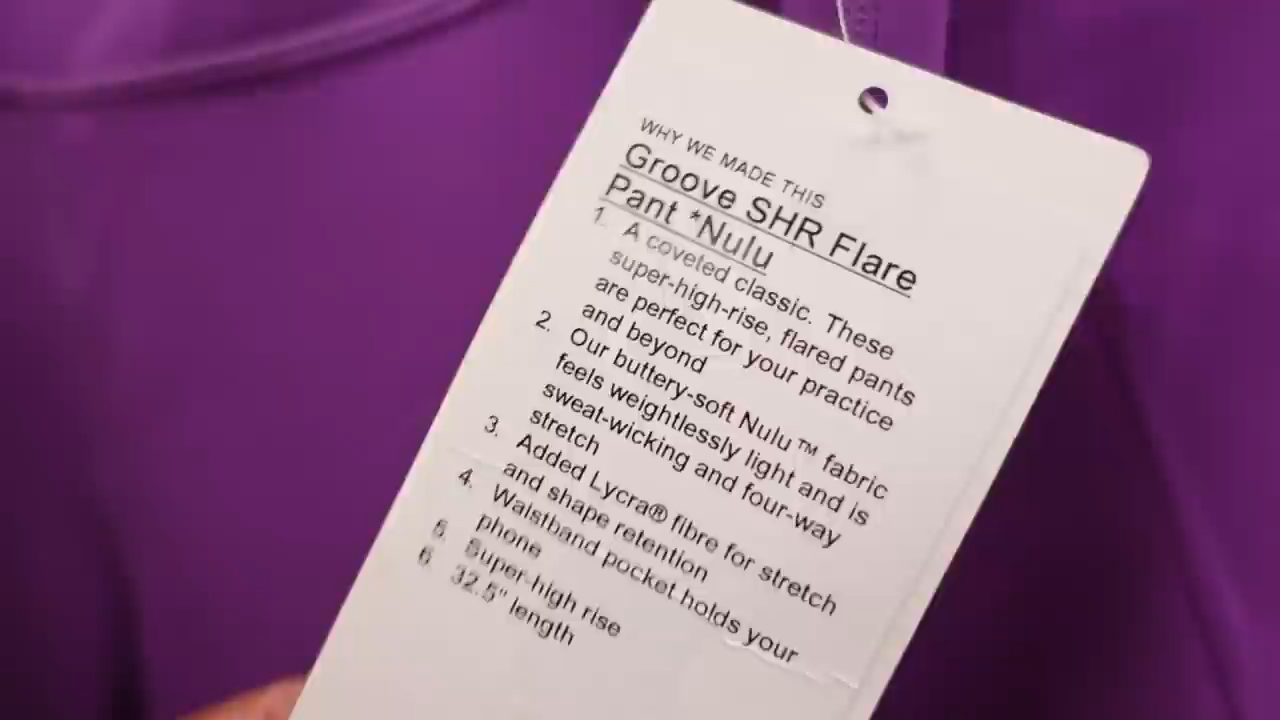 WHY WE MADE THIS
Groove SHR Flare
Pant *Nulu
1. A coveted classic. These
super-high-rise, flared pants
are perfect for your practice
and beyond
2. Our buttery-soft Nulu™ fabric
feels weightlessly light and is
sweat-wicking and four-way
stretch
3. Added Lycra® fibre for stretch
and shape retention
4. Waistband pocket holds your
phone
5. Super-high rise
6. 32.5" length